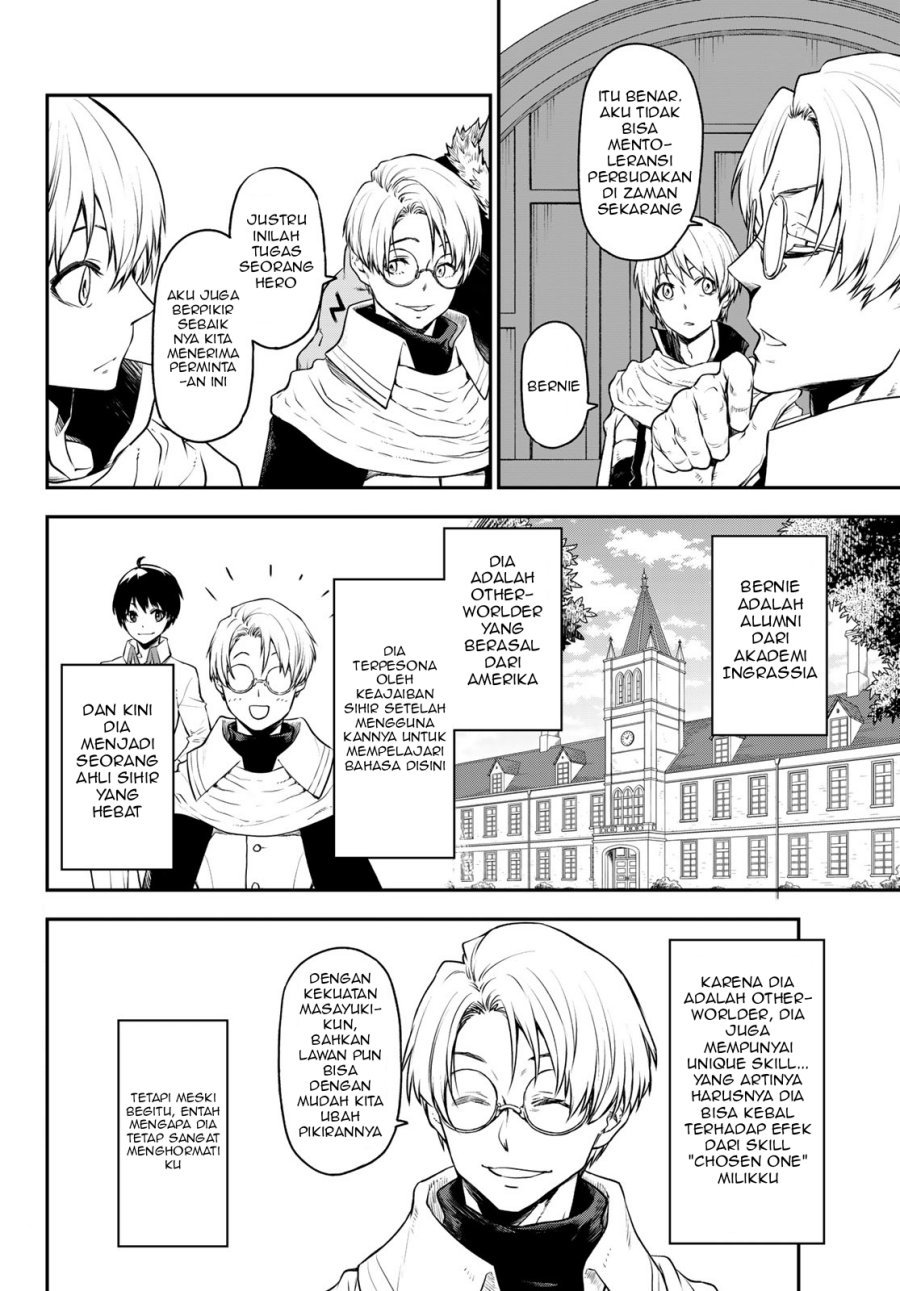 ITU BENAR.
AKU TIDAK
BISA
MENTO-
LERANSI
PERBUDAKAN
DI ZAMAN
SEKARANG
BERNIE
JUSTRU
INILAH
TUGAS
SEORANG
HERO
AKU JUGA
BERPIKIR
SEBAIK
NYA KITA
MENERIMA
PERMINTA
-AN INI
BERNIE
ADALAH
ALUMNI
DARI
AKADEMI
INGRASSIA
DIA
ADALAH
OTHER-
WORLDER
YANG
BERASAL
DARI
AMERIKA
DIA
TERPESONA
OLEH
KEAJAIBAN
SIHIR SETELAH
MENGGUNA
KANNYA UNTUK
MEMPELAJARI
BAHASA DISINI
DAN KINI
DIA
MENJADI
SEORANG
AHLI SIHIR
YANG
HEBAT
KARENA DIA
ADALAH OTHER-
WORLDER, DIA
JUGA
MEMPUNYAI
UNIQUE SKILL...
YANG ARTINYA
HARUSNYA DIA
BISA KEBAL
TERHADAP EFEK
DARI SKILL
"CHOSEN ONE"
MILIKKU
DENGAN
KEKUATAN
MASAYUKI-
KUN,
BAHKAN
LAWAN PUN
BISA
DENGAN
MUDAH KITA
UBAH
PIKIRANNYA
TETAPI MESKI
BEGITU, ENTAH
MENGAPA DIA
TETAP SANGAT
MENGHORMATI
KU